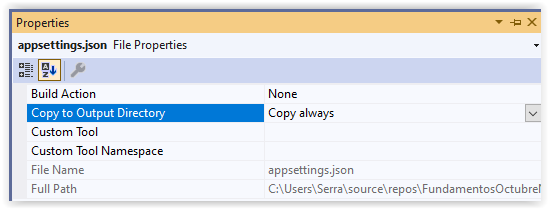 Properties
appsettings.json File Properties
Build Action None
Copy to Output Directory Copy always
Custom Tool
Custom Tool Namespace
File Name appsettings.json
Full Path C:\Users\Serra\source\repos\FundamentosOctubre